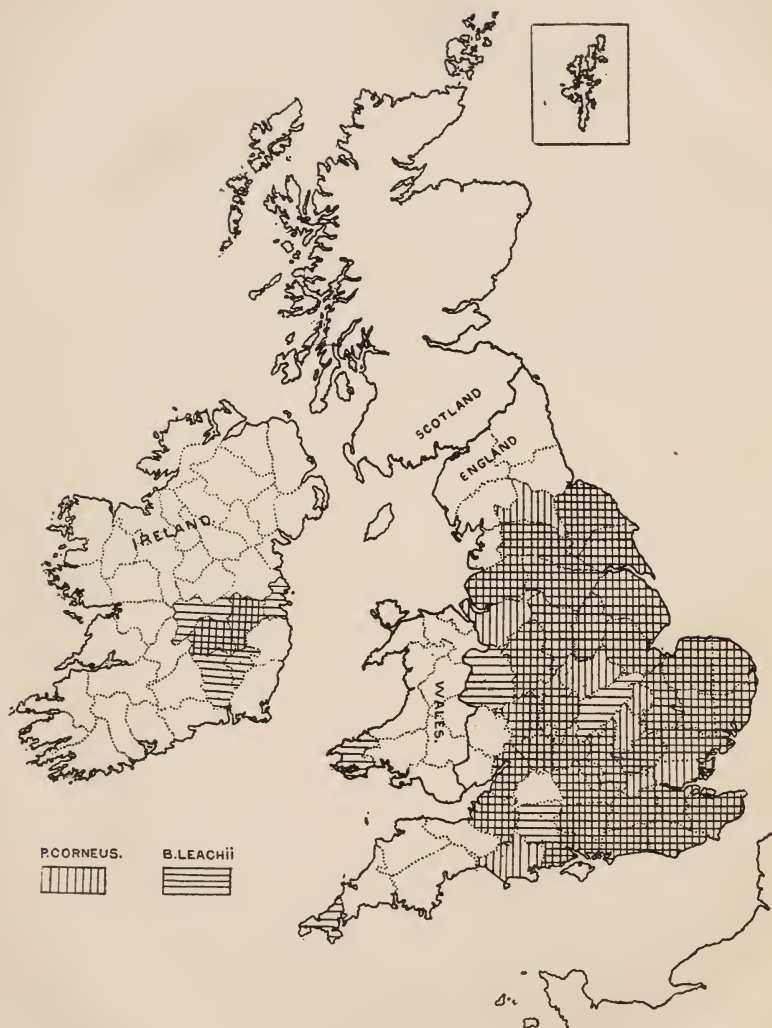 SCOTLAND
ENGLAND
IRELAND
WALES.
P.CORNEUS.
B.LEACHii